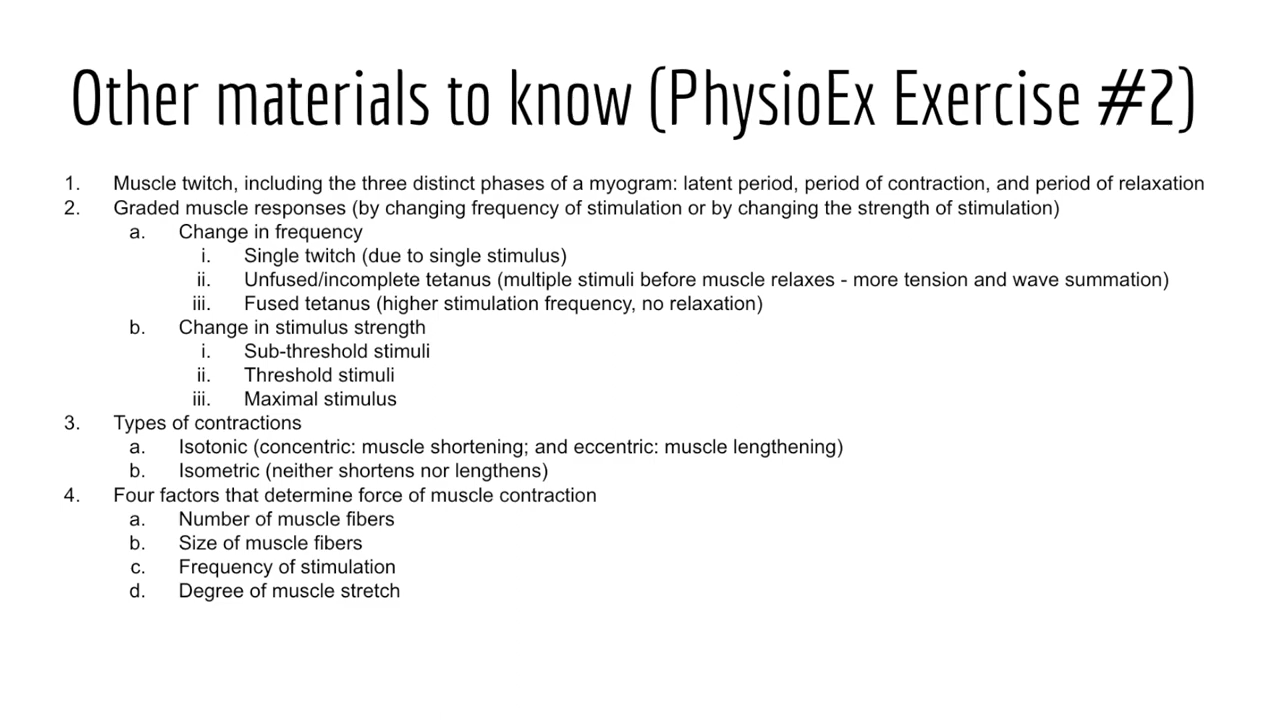 Other materials to know (PhysioEx Exercise #2)
1. Muscle twitch, including the three distinct phases of a myogram: latent period, period of contraction, and period of relaxation
2. Graded muscle responses (by changing frequency of stimulation or by changing the strength of stimulation)
a. Change in frequency
i. Single twitch (due to single stimulus)
ii. Unfused/incomplete tetanus (multiple stimuli before muscle relaxes - more tension and wave summation)
iii. Fused tetanus (higher stimulation frequency, no relaxation)
b. Change in stimulus strength
i. Sub-threshold stimuli
ii. Threshold stimuli
iii. Maximal stimulus
3. Types of contractions
a. Isotonic (concentric: muscle shortening; and eccentric: muscle lengthening)
b. Isometric (neither shortens nor lengthens)
4. Four factors that determine force of muscle contraction
a. Number of muscle fibers
b. Size of muscle fibers
c. Frequency of stimulation
d. Degree of muscle stretch